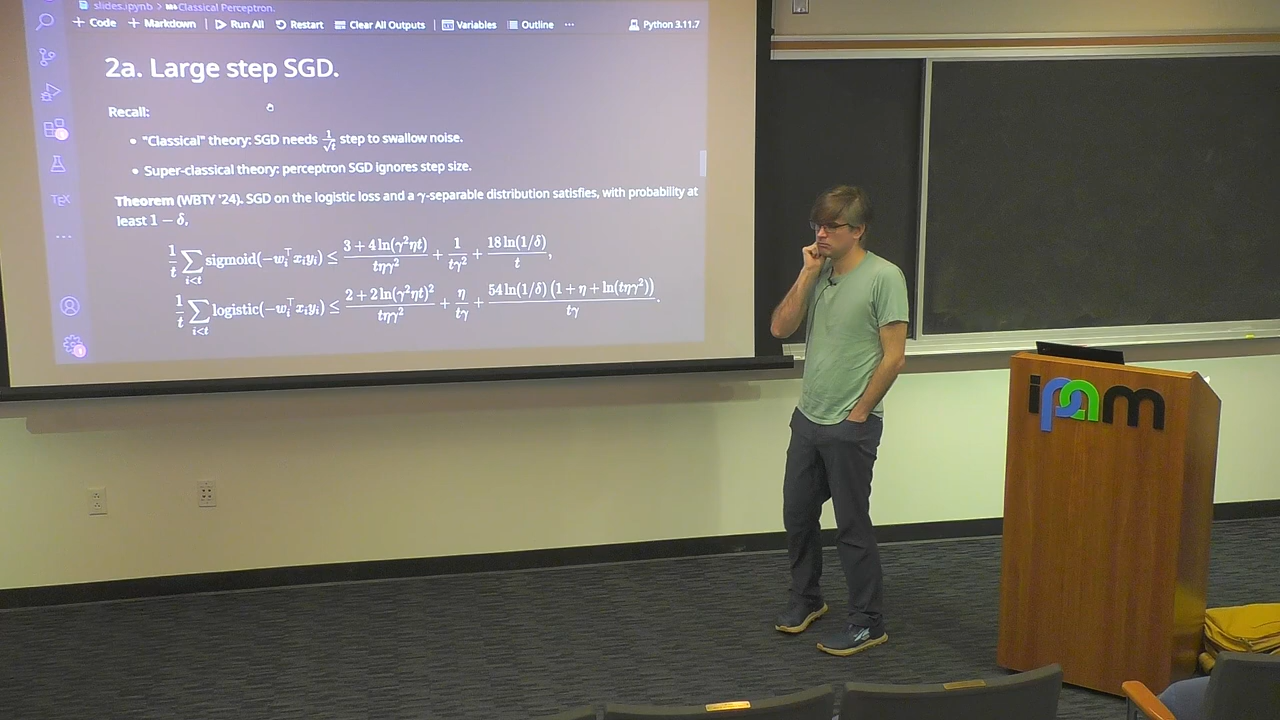 slides.ipynb > Classical Perceptron.
+ Code + Markdown | Run All Restart Clear All Outputs | Variables Outline ... Python 3.11.7
2a. Large step SGD.
Recall:
• "Classical" theory: SGD needs 1/√t step to swallow noise.
• Super-classical theory: perceptron SGD ignores step size.
Theorem (WBTY '24). SGD on the logistic loss and a γ-separable distribution satisfies, with probability at
least 1 − δ,
1/t ∑_{i<t} sigmoid(−w_i^⊤ x_i y_i) ≤ (3 + 4 ln(γ²ηt))/(tηγ²) + 1/(tγ²) + (18 ln(1/δ))/t,
1/t ∑_{i<t} logistic(−w_i^⊤ x_i y_i) ≤ (2 + 2 ln(γ²ηt)²)/(tηγ²) + η/(tγ) + (54 ln(1/δ) (1 + η + ln(tηγ²)))/(tγ).
TEX
ipam